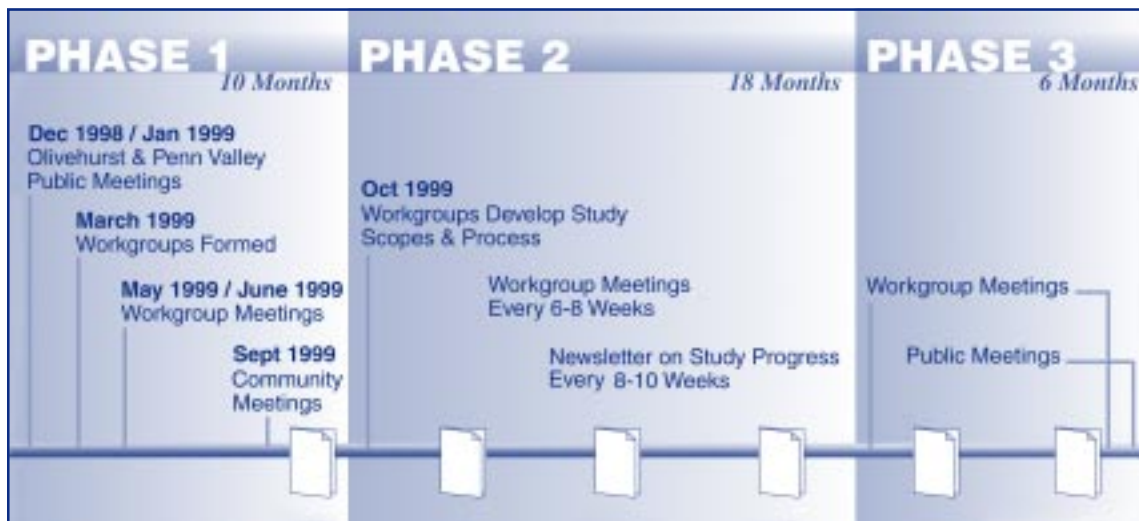 PHASE 1
10 Months
Dec 1998 / Jan 1999
Olivehurst & Penn Valley
Public Meetings
March 1999
Workgroups Formed
May 1999 / June 1999
Workgroup Meetings
Sept 1999
Community
Meetings
PHASE 2
18 Months
Oct 1999
Workgroups Develop Study
Scopes & Process
Workgroup Meetings
Every 6-8 Weeks
Newsletter on Study Progress
Every 8-10 Weeks
PHASE 3
6 Months
Workgroup Meetings
Public Meetings